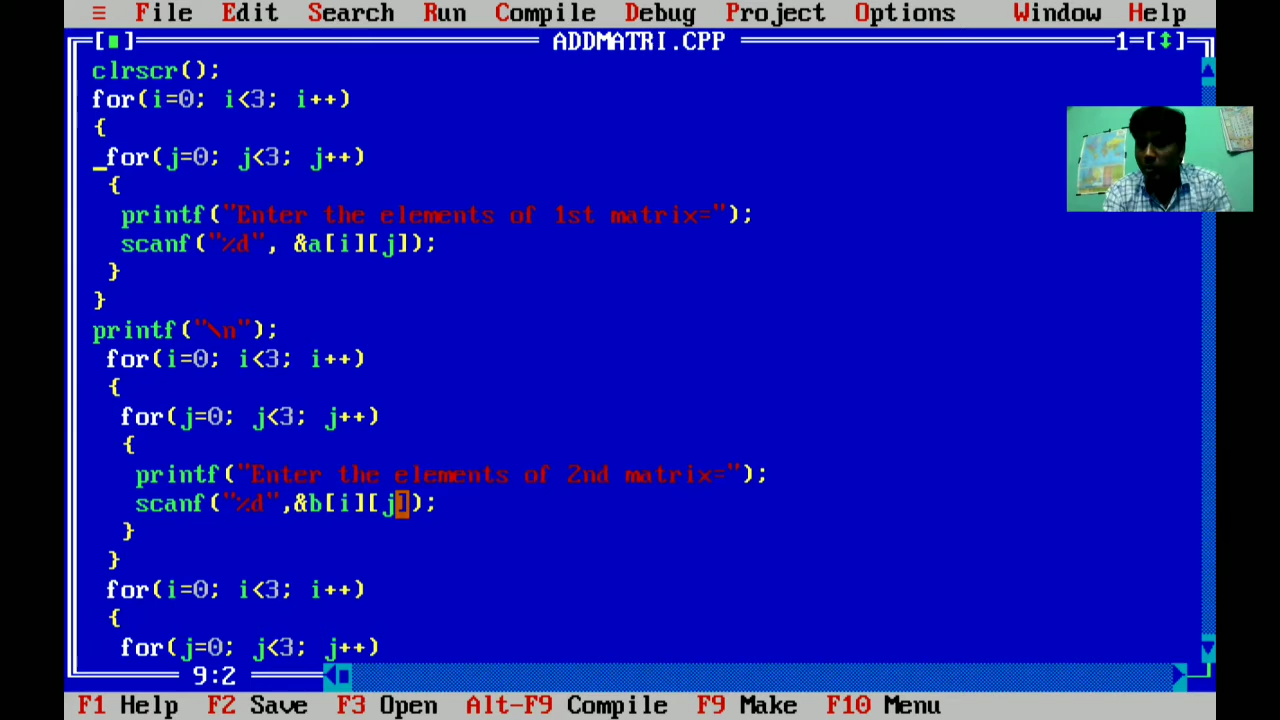 ≡ File Edit Search Run Compile Debug Project Options Window Help
[■] ADDMATRI.CPP 1=[↕]
clrscr();
for(i=0; i<3; i++)
{
_for(j=0; j<3; j++)
{
printf("Enter the elements of 1st matrix=");
scanf("%d", &a[i][j]);
}
}
printf("\n");
for(i=0; i<3; i++)
{
for(j=0; j<3; j++)
{
printf("Enter the elements of 2nd matrix=");
scanf("%d",&b[i][j]);
}
}
for(i=0; i<3; i++)
{
for(j=0; j<3; j++)
9:2
F1 Help F2 Save F3 Open Alt-F9 Compile F9 Make F10 Menu